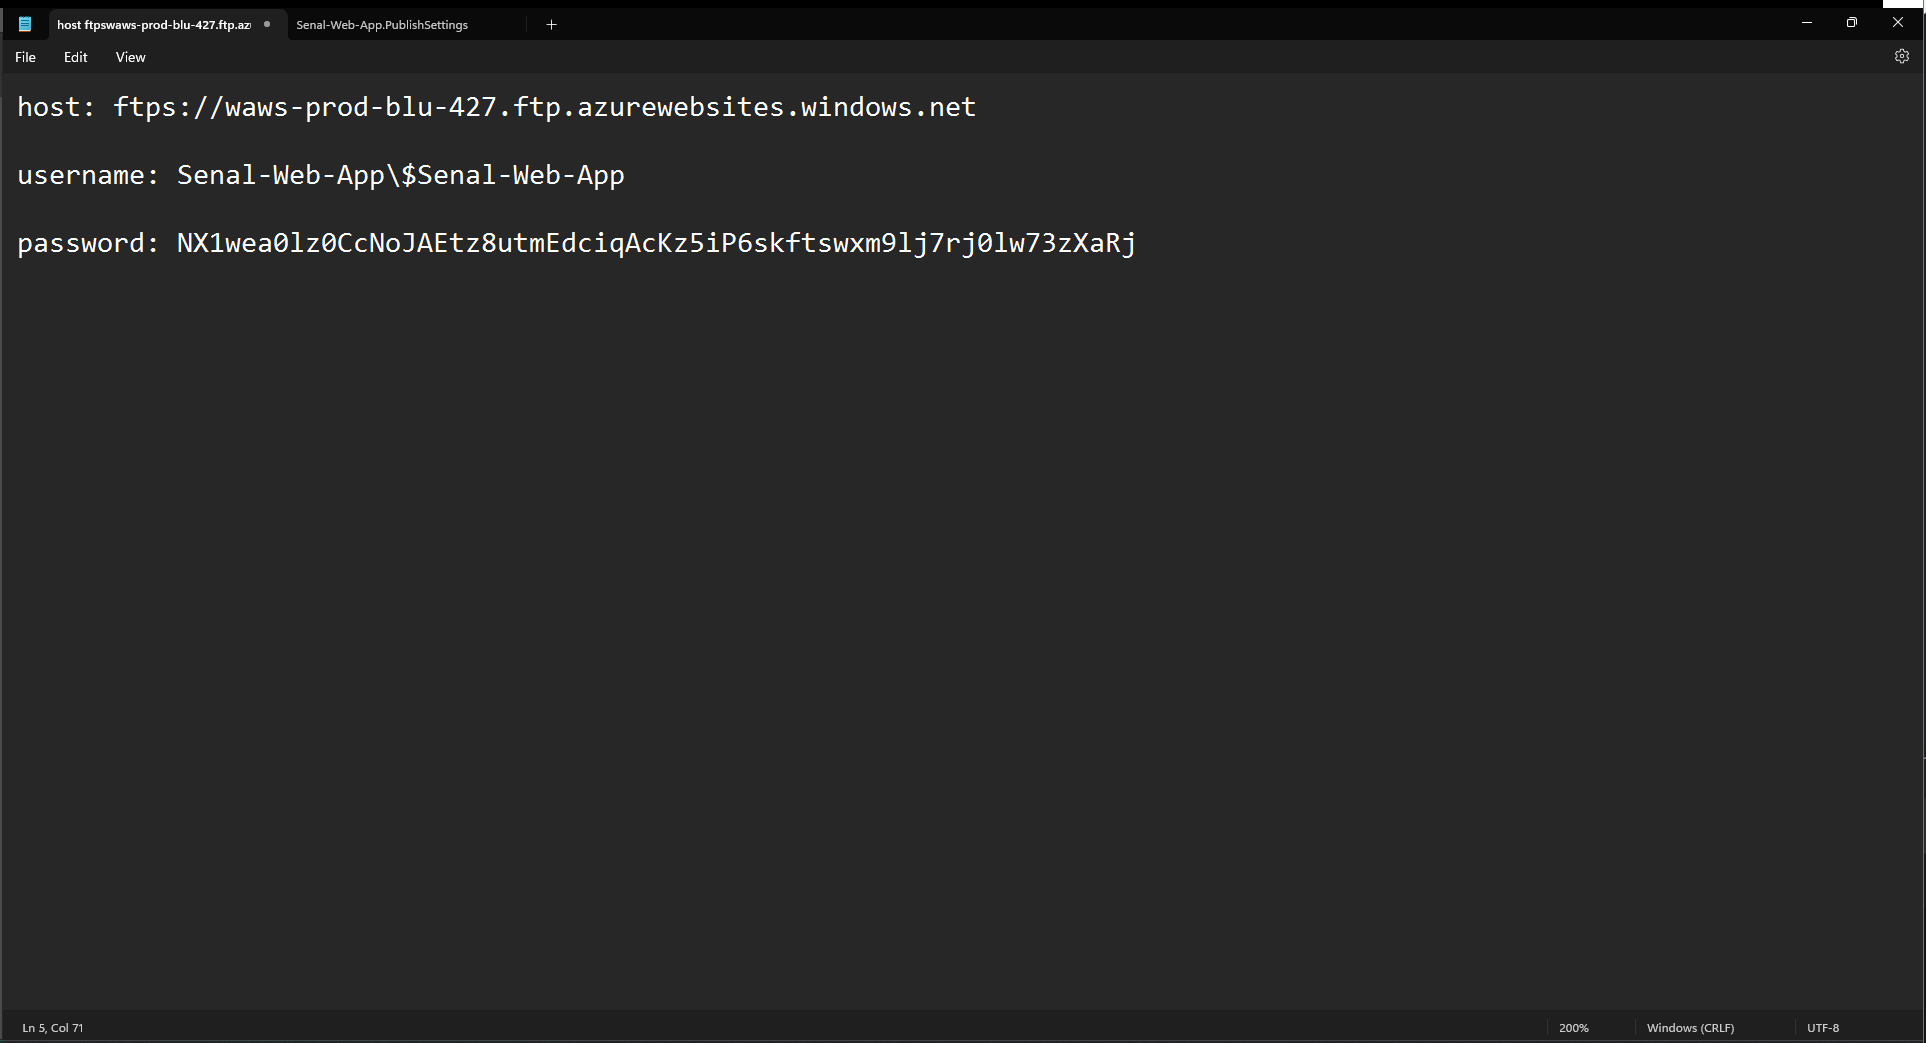 host ftpswaws-prod-blu-427.ftp.az
Senal-Web-App.PublishSettings
File Edit View
host: ftps://waws-prod-blu-427.ftp.azurewebsites.windows.net
username: Senal-Web-App\$Senal-Web-App
password: NX1wea0lz0CcNoJAEtz8utmEdciqAcKz5iP6skftswxm9lj7rj0lw73zXaRj
Ln 5, Col 71
200%
Windows (CRLF)
UTF-8